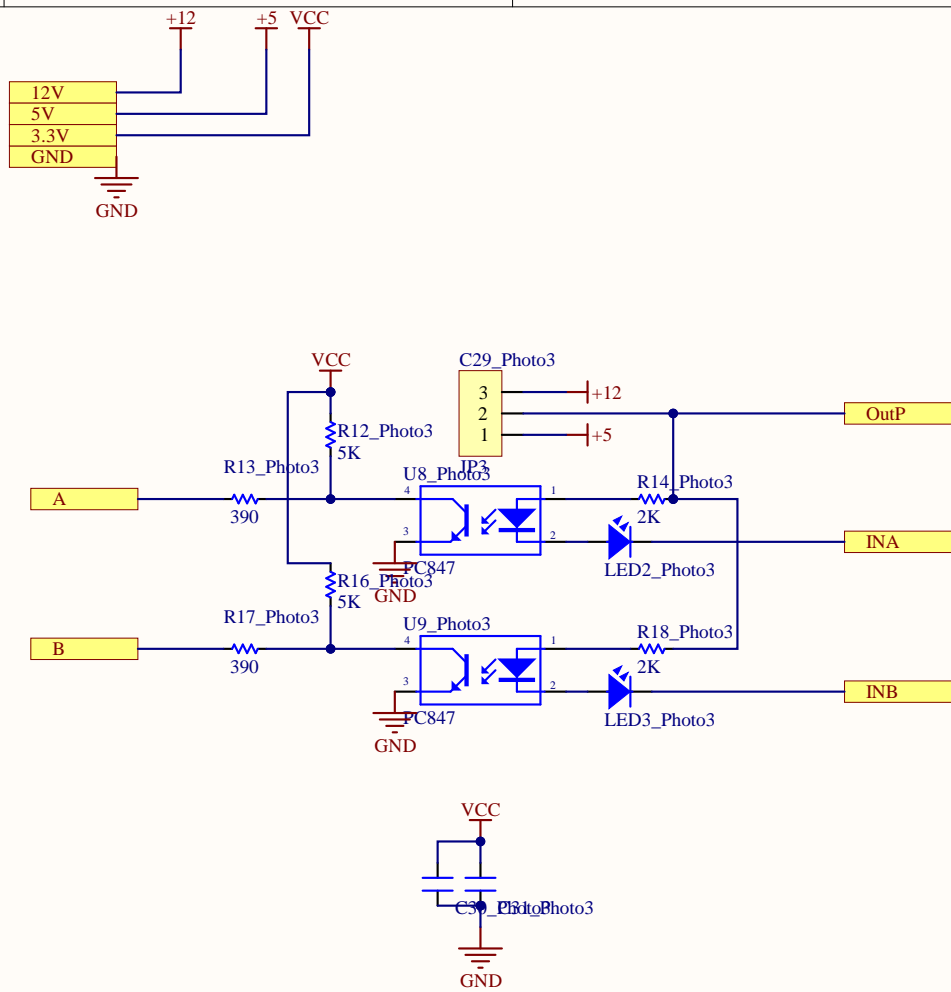 +12
+5
VCC
12V
5V
3.3V
GND
GND
VCC
C29_Photo3
3
+12
2
OutP
1
+5
JP3
R12_Photo3
5K
R13_Photo3
U8_Photo3
R14_Photo3
A
390
4
1
2K
3
2
INA
PC847
LED2_Photo3
GND
R16_Photo3
5K
R17_Photo3
U9_Photo3
R18_Photo3
B
390
4
1
2K
3
2
INB
PC847
LED3_Photo3
GND
VCC
C30_Photo3
C31_Photo3
GND